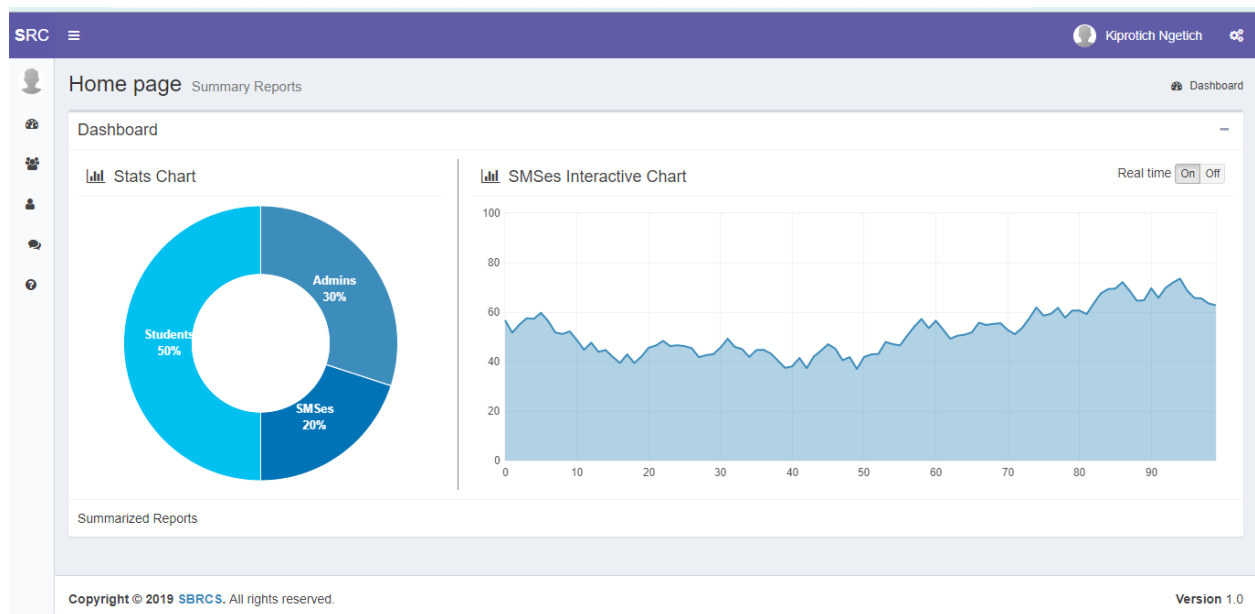 SRC
Kiprotich Ngetich
Home page Summary Reports
Dashboard
Dashboard
Stats Chart
Admins
30%
Students
50%
SMSes
20%
SMSes Interactive Chart
Real time On Off
100
80
60
40
20
0
0 10 20 30 40 50 60 70 80 90
Summarized Reports
Copyright © 2019 SBRCS. All rights reserved.
Version 1.0